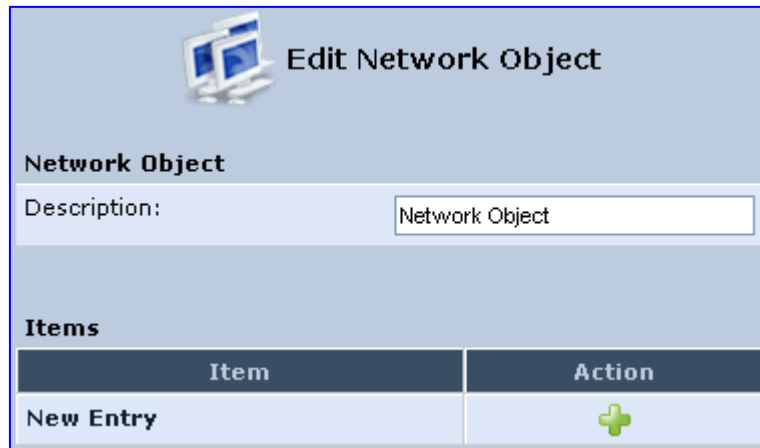 Edit Network Object
Network Object
Description: Network Object
Items
Item Action
New Entry